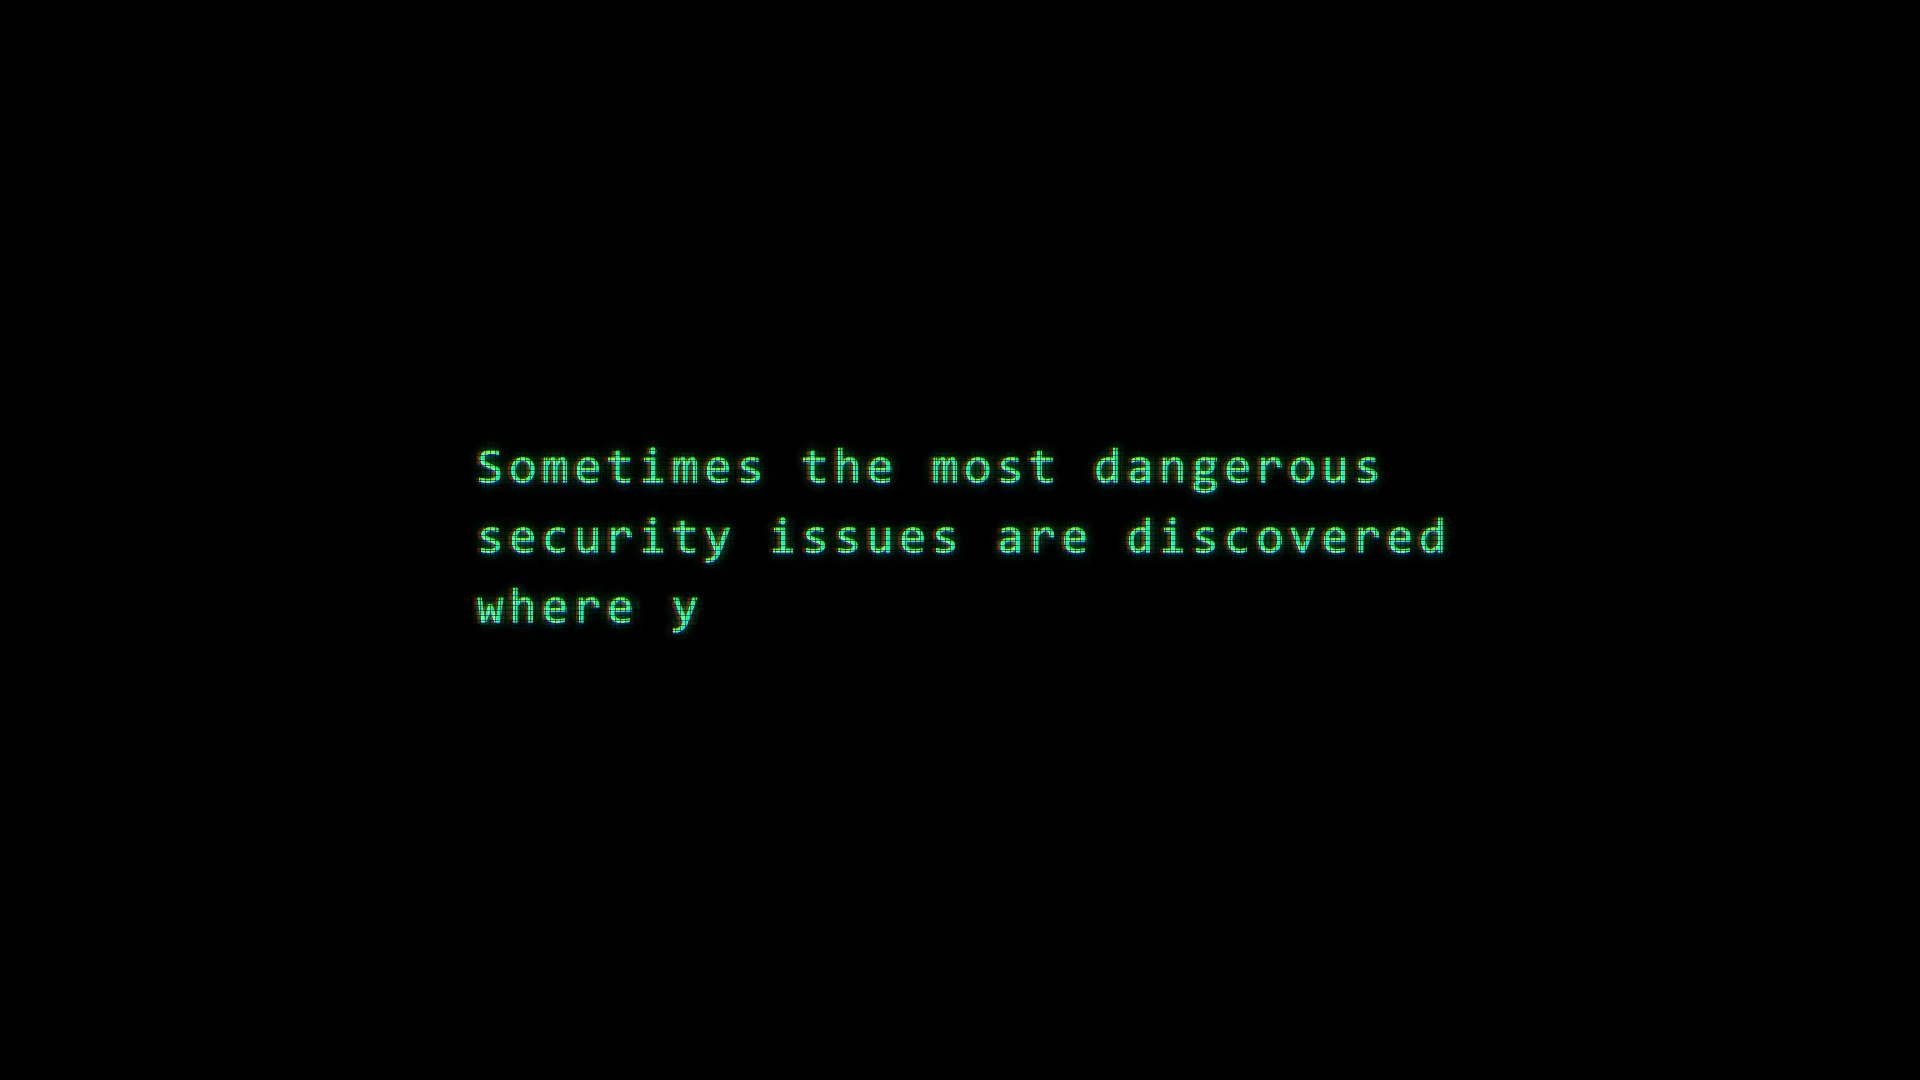 Sometimes the most dangerous
security issues are discovered
where y